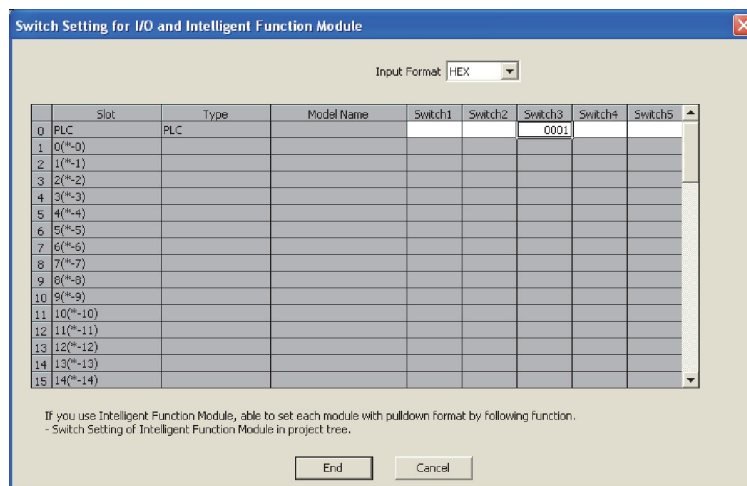 Switch Setting for I/O and Intelligent Function Module
Input Format HEX
Slot Type Model Name Switch1 Switch2 Switch3 Switch4 Switch5
0 PLC PLC 0001
1 0(*-0)
2 1(*-1)
3 2(*-2)
4 3(*-3)
5 4(*-4)
6 5(*-5)
7 6(*-6)
8 7(*-7)
9 8(*-8)
10 9(*-9)
11 10(*-10)
12 11(*-11)
13 12(*-12)
14 13(*-13)
15 14(*-14)
If you use Intelligent Function Module, able to set each module with pulldown format by following function.
- Switch Setting of Intelligent Function Module in project tree.
End Cancel